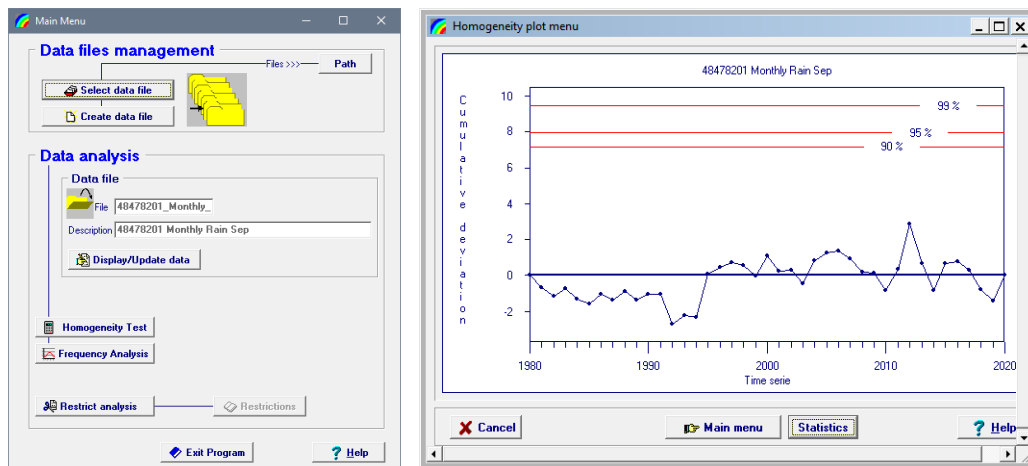 Main Menu
Data files management
Files >>>
Path
Select data file
Create data file
Data analysis
Data file
File 48478201_Monthly_
Description 48478201 Monthly Rain Sep
Display/Update data
Homogeneity Test
Frequency Analysis
Restrict analysis
Restrictions
Exit Program
? Help
Homogeneity plot menu
48478201 Monthly Rain Sep
Cumulative deviation
10
8
6
4
2
0
-2
99 %
95 %
90 %
1980 1990 2000 2010 2020
Time serie
Cancel
Main menu
Statistics
? Help